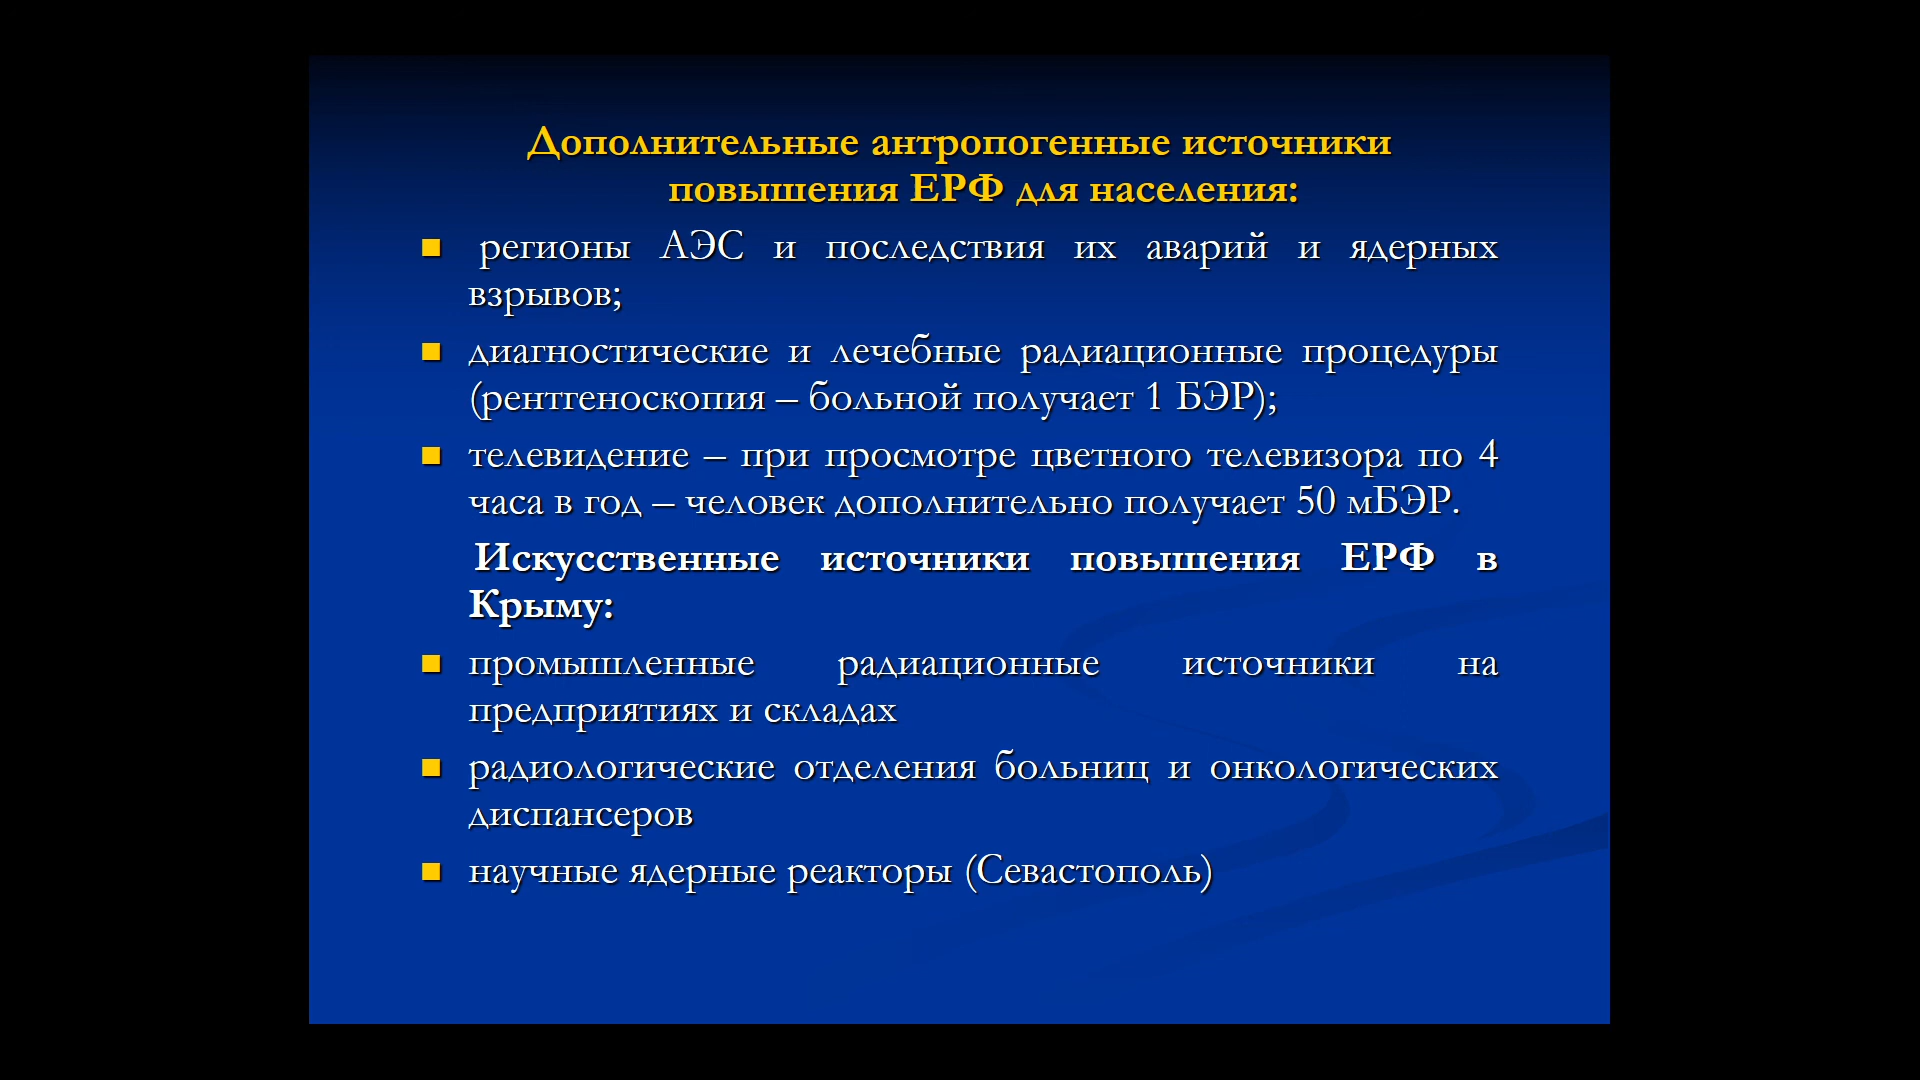 Дополнительные антропогенные источники
повышения ЕРФ для населения:
регионы АЭС и последствия их аварий и ядерных
взрывов;
диагностические и лечебные радиационные процедуры
(рентгеноскопия – больной получает 1 БЭР);
телевидение – при просмотре цветного телевизора по 4
часа в год – человек дополнительно получает 50 мБЭР.
Искусственные источники повышения ЕРФ в
Крыму:
промышленные радиационные источники на
предприятиях и складах
радиологические отделения больниц и онкологических
диспансеров
научные ядерные реакторы (Севастополь)